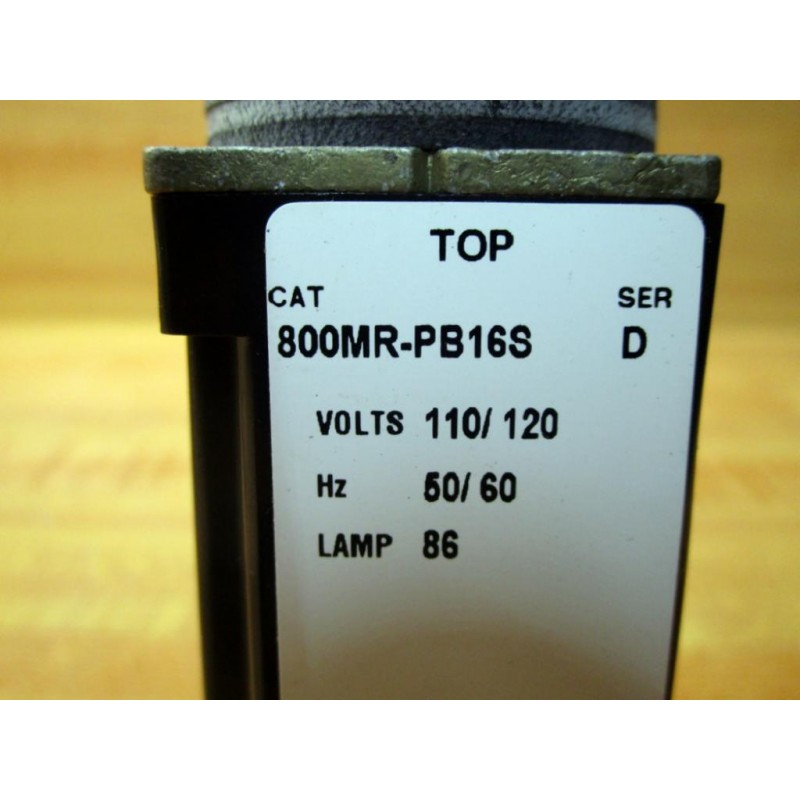 TOP
CAT SER
800MR-PB16S D
VOLTS 110/120
Hz 50/60
LAMP 86